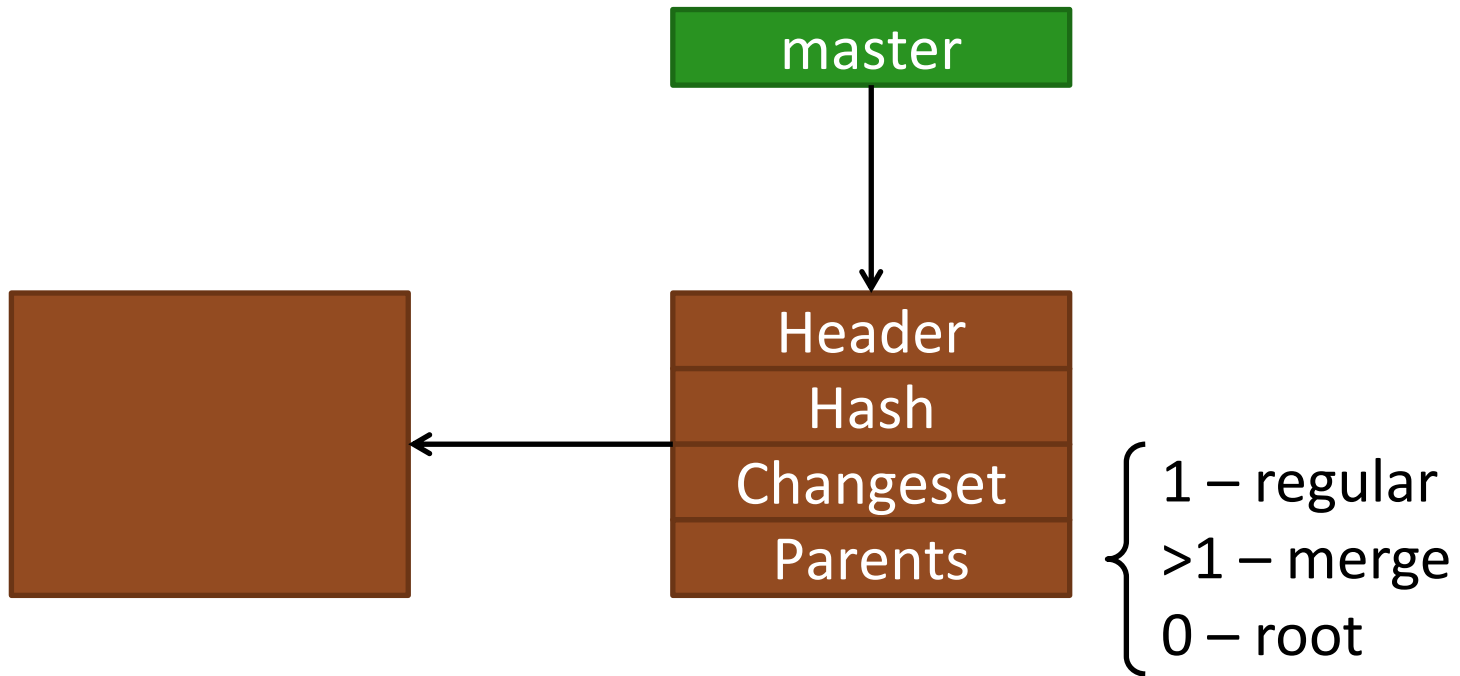 master
Header
Hash
Changeset
Parents
1 – regular
>1 – merge
0 – root